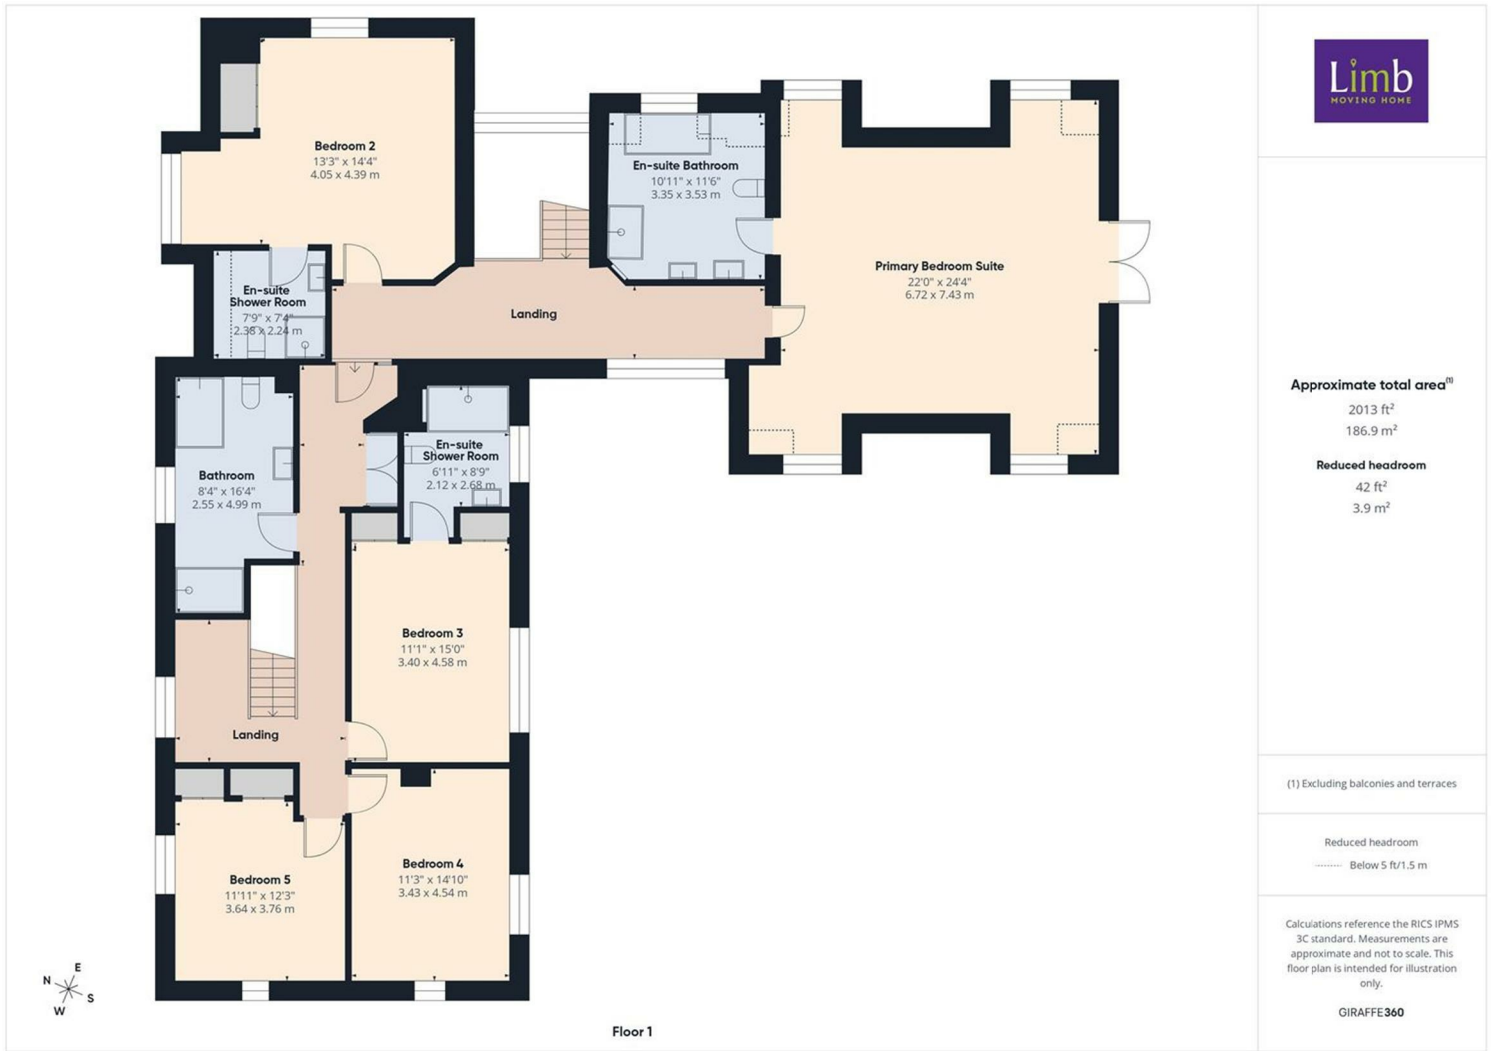 Bedroom 2
13'3" x 14'4"
4.05 x 4.39 m
En-suite Bathroom
10'11" x 11'6"
3.35 x 3.53 m
Primary Bedroom Suite
22'0" x 24'4"
6.72 x 7.43 m
En-suite
Shower Room
7'9" x 7'4"
2.38 x 2.24 m
Landing
En-suite
Shower Room
6'11" x 8'9"
2.12 x 2.68 m
Bathroom
8'4" x 16'4"
2.55 x 4.99 m
Bedroom 3
11'1" x 15'0"
3.40 x 4.58 m
Landing
Bedroom 4
11'3" x 14'10"
3.43 x 4.54 m
Bedroom 5
11'11" x 12'3"
3.64 x 3.76 m
N
E
S
W
Floor 1
Limb
MOVING HOME
Approximate total area(1)
2013 ft²
186.9 m²
Reduced headroom
42 ft²
3.9 m²
(1) Excluding balconies and terraces
Reduced headroom
Below 5 ft/1.5 m
Calculations reference the RICS IPMS
3C standard. Measurements are
approximate and not to scale. This
floor plan is intended for illustration
only.
GIRAFFE360